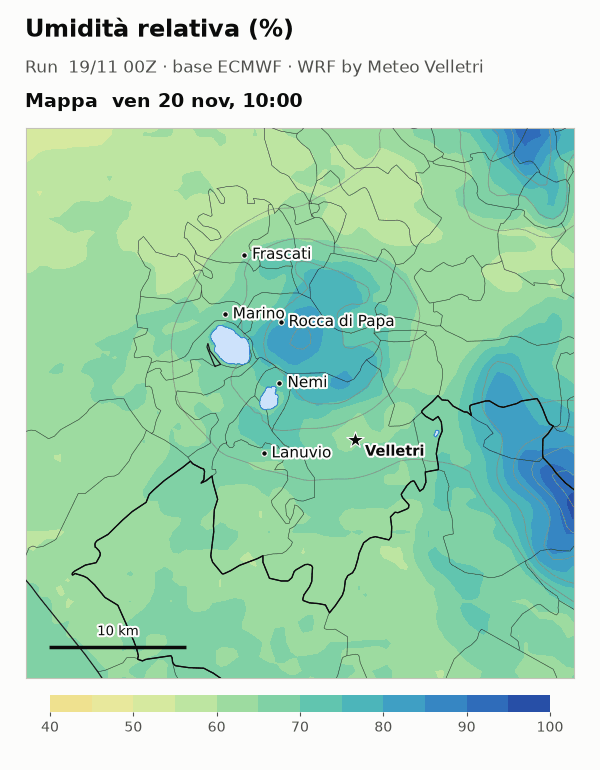 Umidità relativa (%)
Run  19/11 00Z · base ECMWF · WRF by Meteo Velletri
Mappa  ven 20 nov, 10:00
Frascati
Marino
Rocca di Papa
Nemi
Velletri
Lanuvio
10 km
40 50 60 70 80 90 100